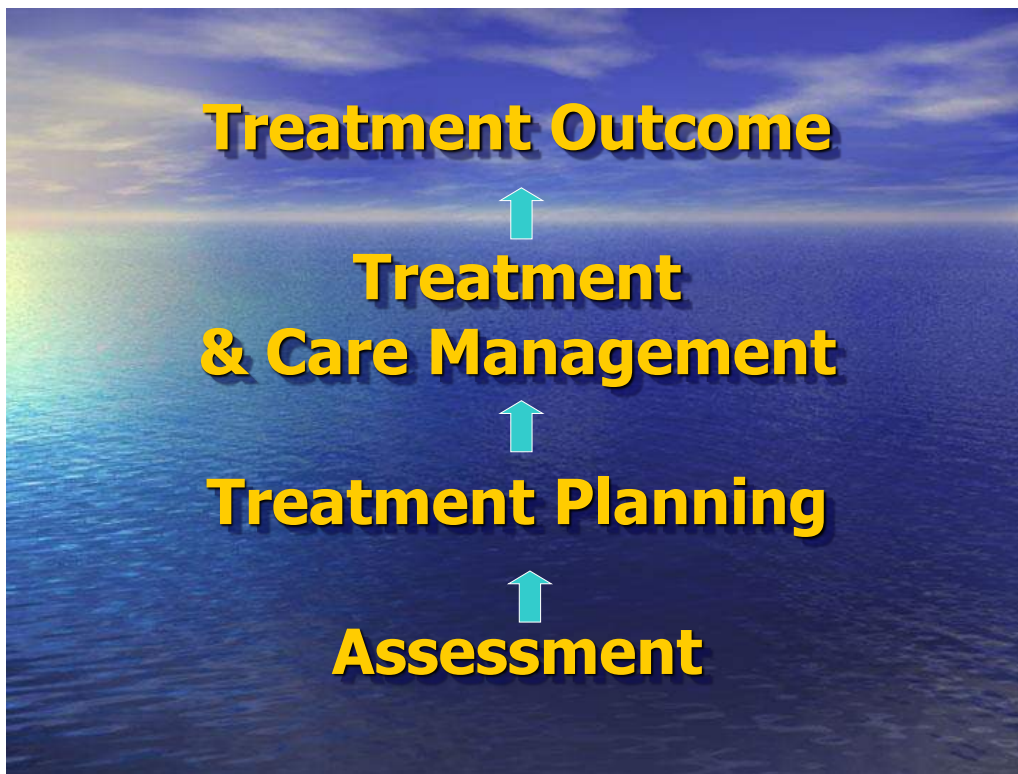 Treatment Outcome
Treatment
& Care Management
Treatment Planning
Assessment